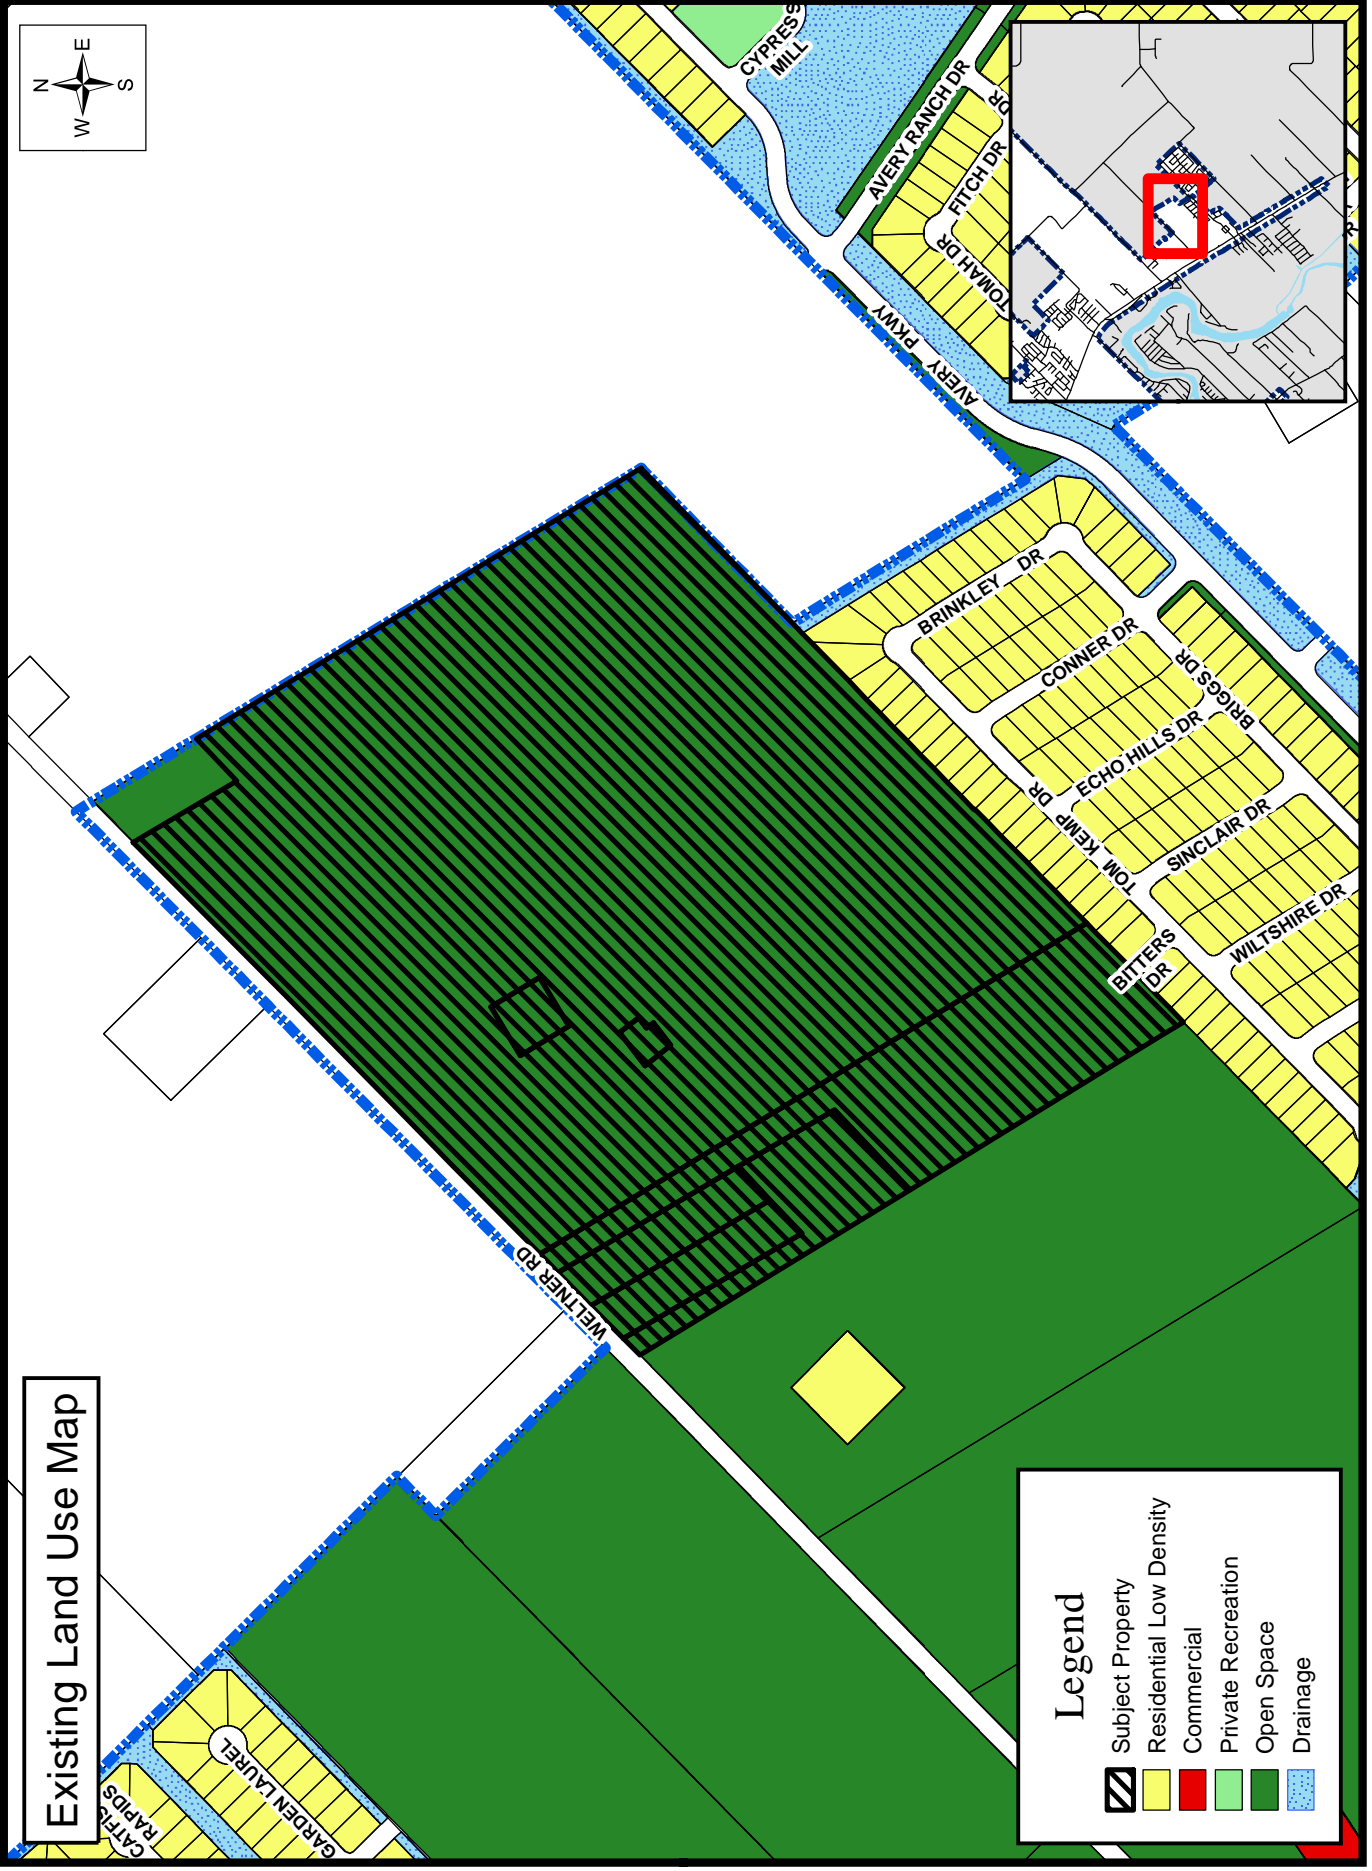 Existing Land Use Map
N
W
E
S
CATFIS
RAPIDS
GARDEN LAUREL
WELTNER RD
CYPRESS
MILL
AVERY RANCH DR
FITCH DR
DR
TOMAH DR
AVERY PKWY
BRINKLEY DR
CONNER DR
BRIGGS DR
ECHO HILLS DR
TOM KEMP DR
SINCLAIR DR
WILTSHIRE DR
BITTERS
DR
R
Legend
Subject Property
Residential Low Density
Commercial
Private Recreation
Open Space
Drainage